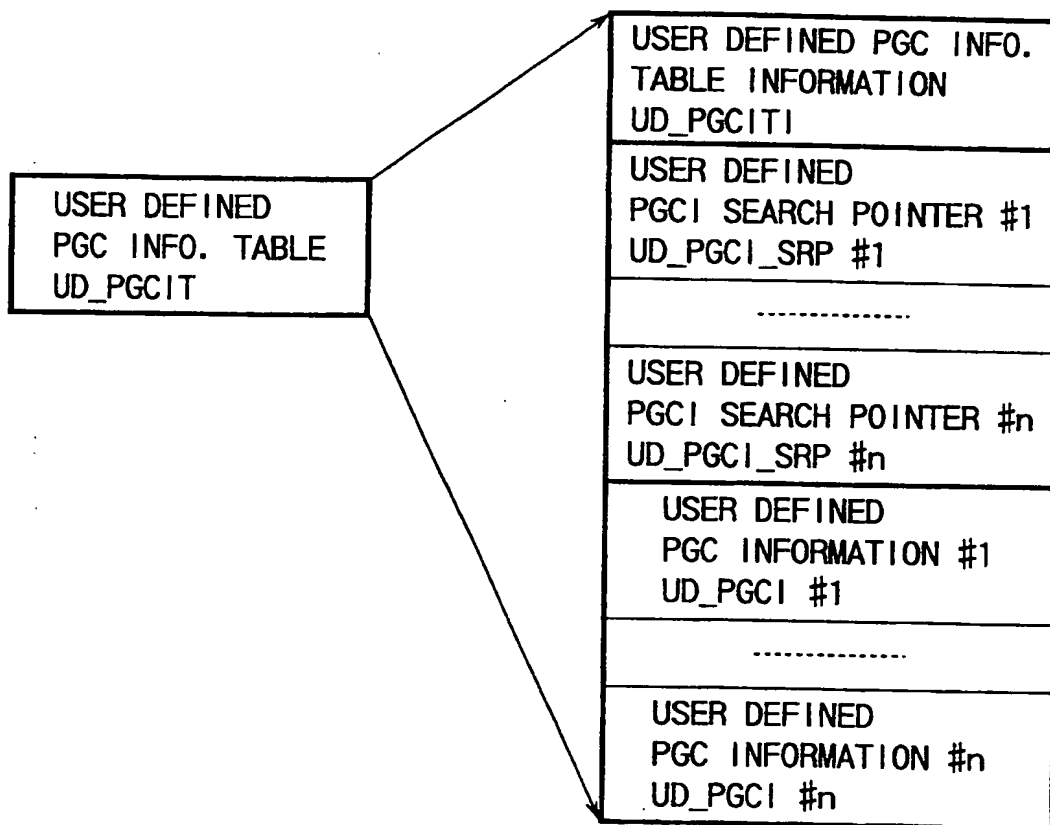 USER DEFINED
PGC INFO. TABLE
UD_PGCIT
USER DEFINED PGC INFO.
TABLE INFORMATION
UD_PGCITI
USER DEFINED
PGCI SEARCH POINTER #1
UD_PGCI_SRP #1
USER DEFINED
PGCI SEARCH POINTER #n
UD_PGCI_SRP #n
USER DEFINED
PGC INFORMATION #1
UD_PGCI #1
USER DEFINED
PGC INFORMATION #n
UD_PGCI #n